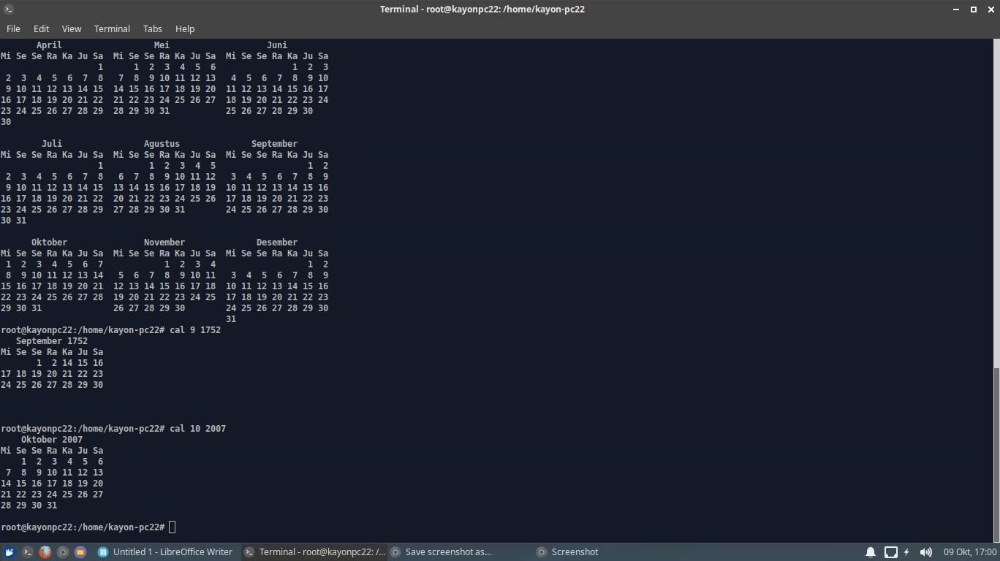 Terminal - root@kayonpc22: /home/kayon-pc22
File Edit View Terminal Tabs Help
       April                  Mei                   Juni
Mi Se Se Ra Ka Ju Sa  Mi Se Se Ra Ka Ju Sa  Mi Se Se Ra Ka Ju Sa
                   1      1  2  3  4  5  6               1  2  3
 2  3  4  5  6  7  8   7  8  9 10 11 12 13   4  5  6  7  8  9 10
 9 10 11 12 13 14 15  14 15 16 17 18 19 20  11 12 13 14 15 16 17
16 17 18 19 20 21 22  21 22 23 24 25 26 27  18 19 20 21 22 23 24
23 24 25 26 27 28 29  28 29 30 31           25 26 27 28 29 30
30
        Juli                Agustus              September
Mi Se Se Ra Ka Ju Sa  Mi Se Se Ra Ka Ju Sa  Mi Se Se Ra Ka Ju Sa
                   1         1  2  3  4  5                  1  2
 2  3  4  5  6  7  8   6  7  8  9 10 11 12   3  4  5  6  7  8  9
 9 10 11 12 13 14 15  13 14 15 16 17 18 19  10 11 12 13 14 15 16
16 17 18 19 20 21 22  20 21 22 23 24 25 26  17 18 19 20 21 22 23
23 24 25 26 27 28 29  27 28 29 30 31        24 25 26 27 28 29 30
30 31
      Oktober               November              Desember
Mi Se Se Ra Ka Ju Sa  Mi Se Se Ra Ka Ju Sa  Mi Se Se Ra Ka Ju Sa
 1  2  3  4  5  6  7            1  2  3  4                  1  2
 8  9 10 11 12 13 14   5  6  7  8  9 10 11   3  4  5  6  7  8  9
15 16 17 18 19 20 21  12 13 14 15 16 17 18  10 11 12 13 14 15 16
22 23 24 25 26 27 28  19 20 21 22 23 24 25  17 18 19 20 21 22 23
29 30 31              26 27 28 29 30        24 25 26 27 28 29 30
                                            31
root@kayonpc22:/home/kayon-pc22# cal 9 1752
   September 1752
Mi Se Se Ra Ka Ju Sa
       1  2 14 15 16
17 18 19 20 21 22 23
24 25 26 27 28 29 30
root@kayonpc22:/home/kayon-pc22# cal 10 2007
    Oktober 2007
Mi Se Se Ra Ka Ju Sa
    1  2  3  4  5  6
 7  8  9 10 11 12 13
14 15 16 17 18 19 20
21 22 23 24 25 26 27
28 29 30 31
root@kayonpc22:/home/kayon-pc22#
Untitled 1 - LibreOffice Writer Terminal - root@kayonpc22: /... Save screenshot as... Screenshot 09 Okt, 17:00